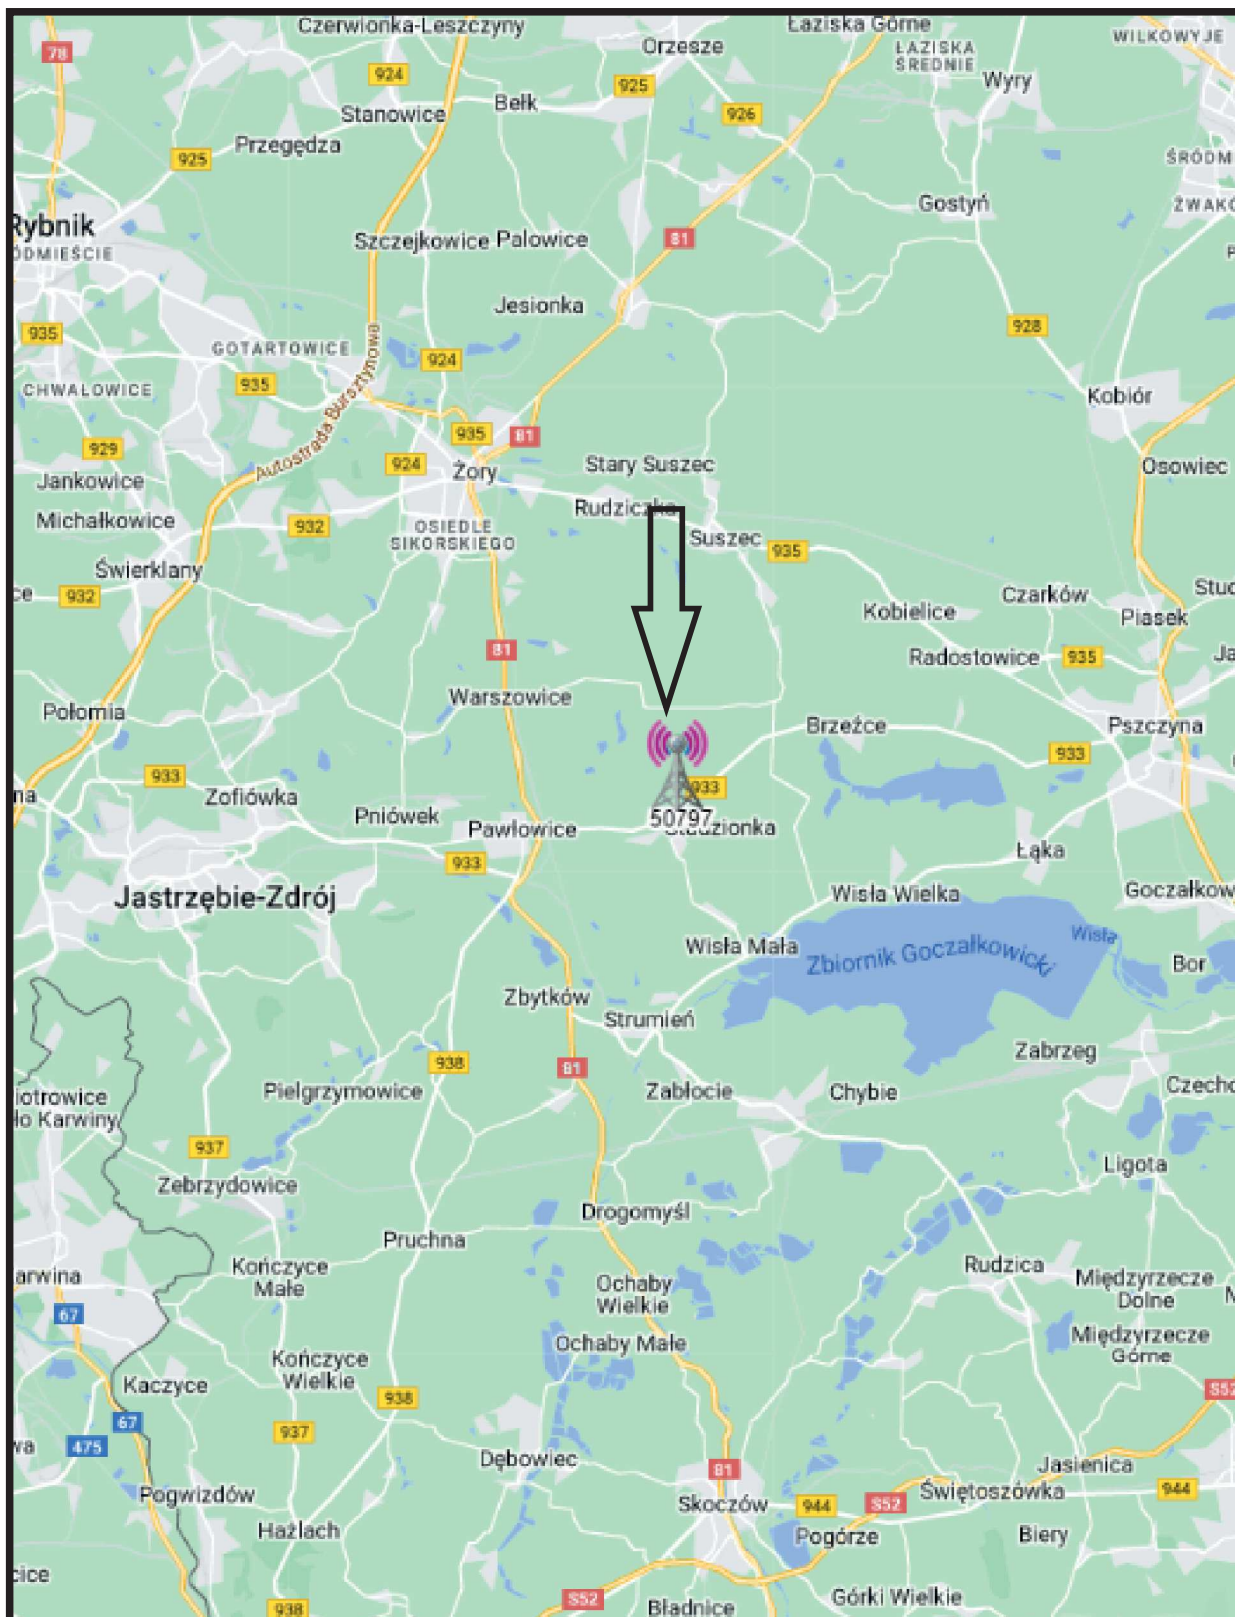 Czerwionka-Leszczyny
Łaziska Górne
WILKOWYJE
78
Orzesze
ŁAZISKA
ŚREDNIE
924
925
Wyry
Bełk
Stanowice
926
Przegędza
925
Gostyń
Rybnik
Szczejkowice
Palowice
81
Jesionka
935
928
GOTARTOWICE
924
CHWAŁOWICE
935
Kobiór
Autostrada Bursztynowa
929
935
81
924
Żory
Stary Suszec
Osowiec
Jankowice
Rudziczka
Michałkowice
932
OSIEDLE
SIKORSKIEGO
Suszec
935
Świerklany
932
Czarków
Kobielice
Piasek
81
Radostowice
935
Warszowice
Połomia
Brzeźce
Pszczyna
933
933
933
Zofiówka
Pniówek
Pawłowice
50797
933
Łąka
Jastrzębie-Zdrój
Wisła Wielka
Wisła Mała
Zbiornik Goczałkowicki
Wisła
Bor
Zbytków
Strumień
Zabrzeg
938
81
Pielgrzymowice
Zabłocie
Chybie
937
Ligota
Zebrzydowice
Drogomyśl
Pruchna
Kończyce
Małe
Rudzica
Ochaby
Wielkie
Międzyrzecze
Dolne
67
Ochaby Małe
Międzyrzecze
Górne
Kończyce
Wielkie
Kaczyce
938
S52
67
937
475
Dębowiec
81
Jasienica
Pogwizdów
Skoczów
944
S52
Świętoszówka
944
Hażlach
Pogórze
Biery
S52
938
Bładnice
Górki Wielkie